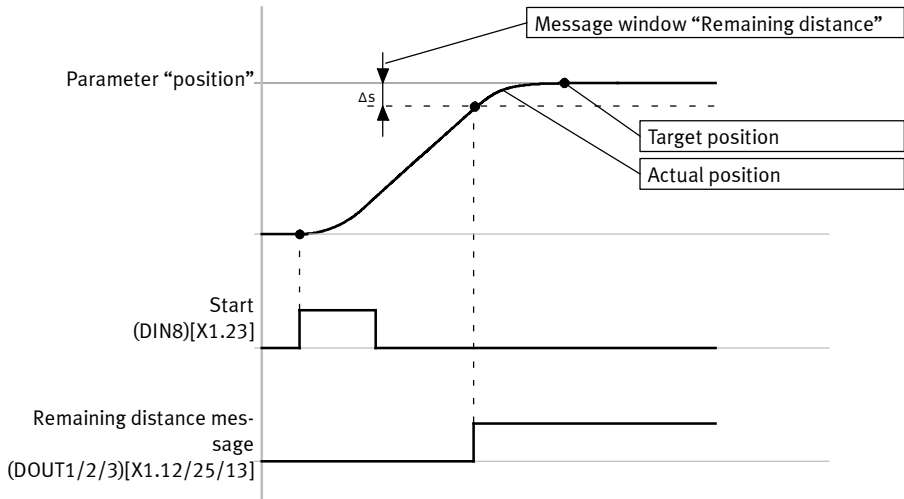 Message window “Remaining distance”
Parameter “position”
Δs
Target position
Actual position
Start
(DIN8)[X1.23]
Remaining distance mes-
sage
(DOUT1/2/3)[X1.12/25/13]